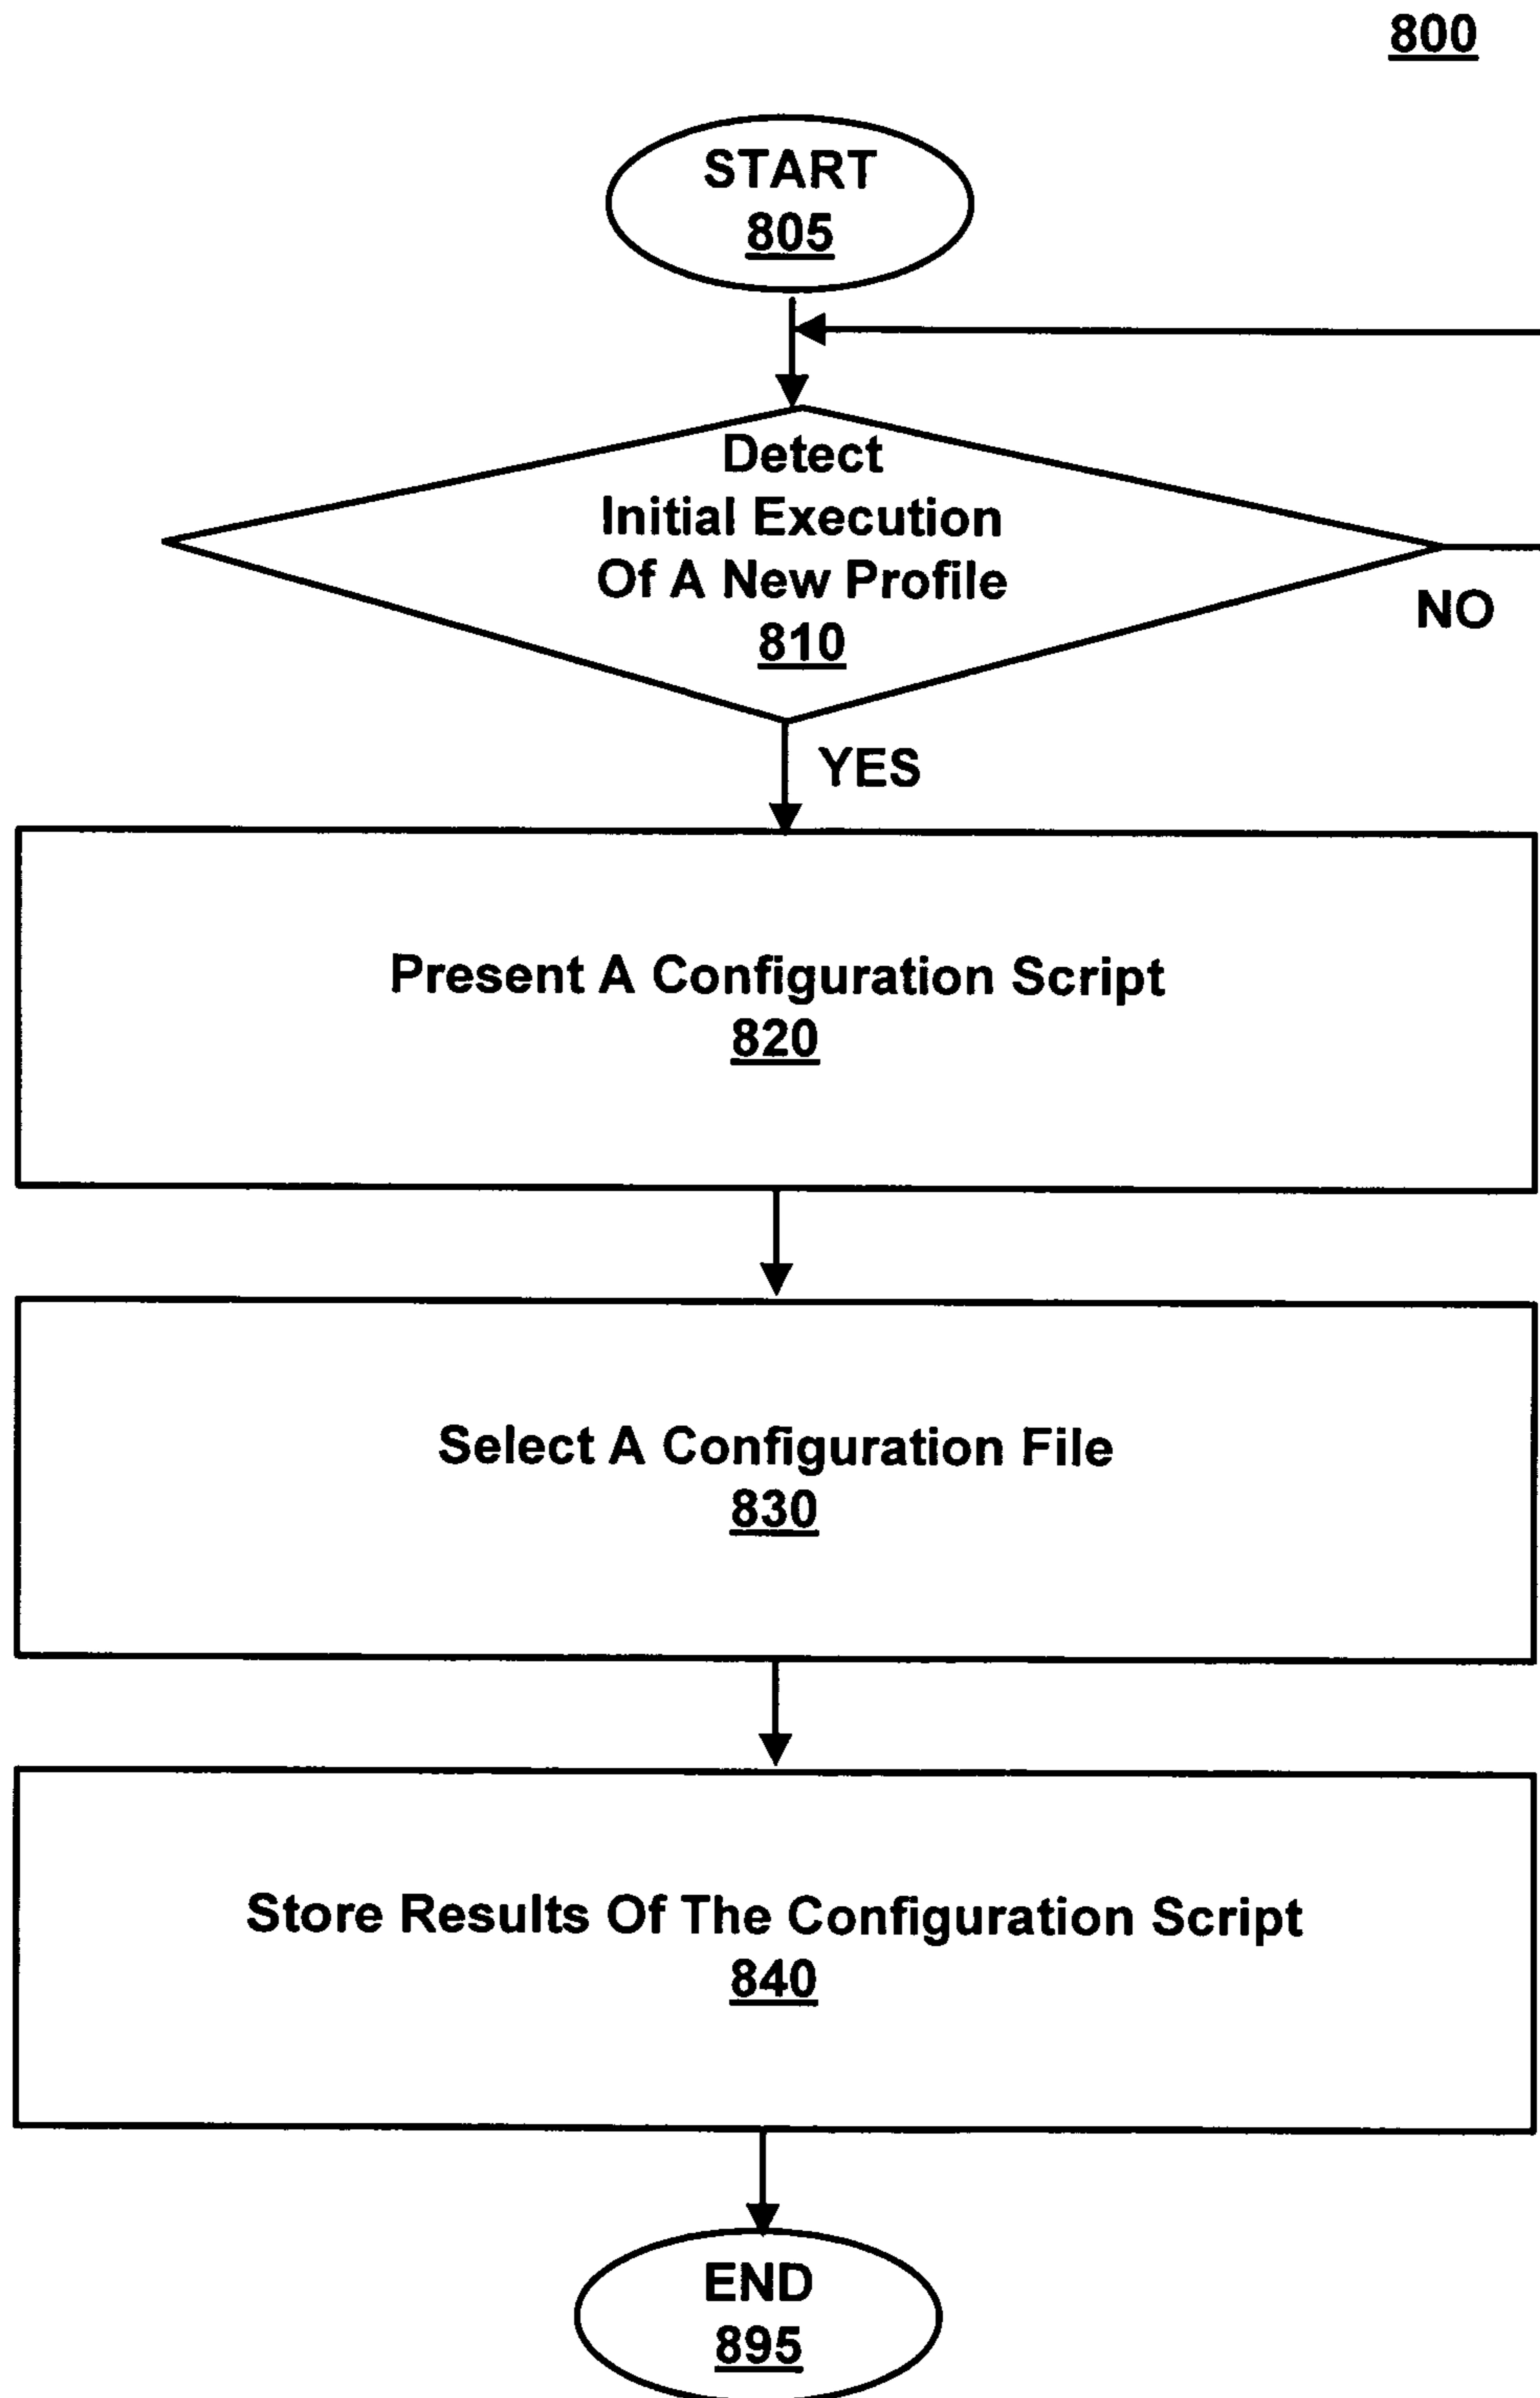 800
START
805
Detect
Initial Execution
Of A New Profile
810
NO
YES
Present A Configuration Script
820
Select A Configuration File
830
Store Results Of The Configuration Script
840
END
895